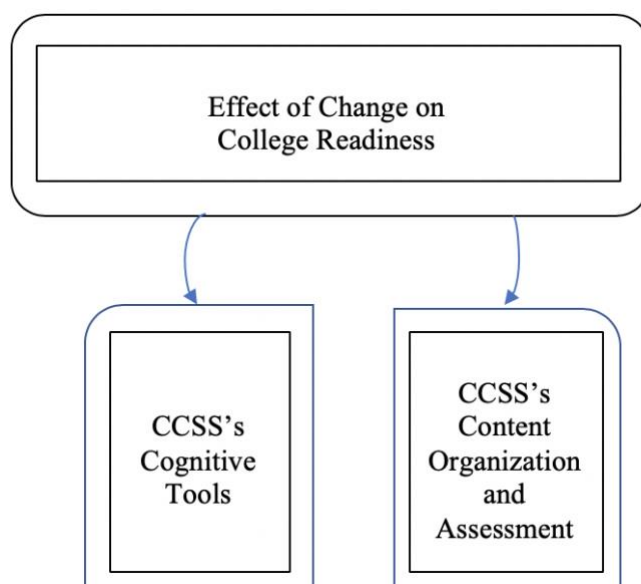 Effect of Change on
College Readiness
CCSS’s
Cognitive
Tools
CCSS’s
Content
Organization
and
Assessment